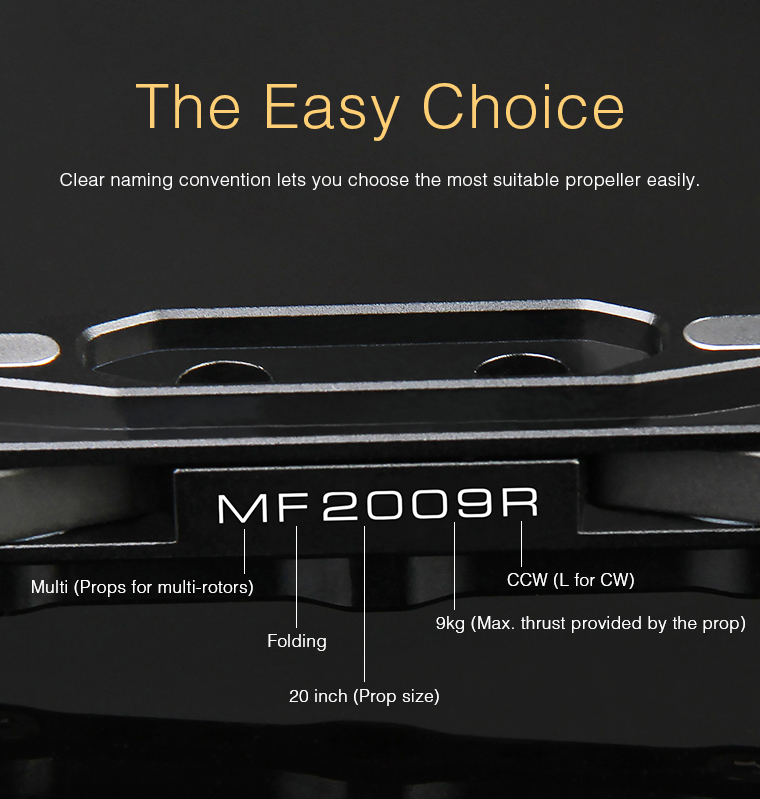 The Easy Choice
Clear naming convention lets you choose the most suitable propeller easily.
MF2009R
Multi (Props for multi-rotors)
CCW (L for CW)
9kg (Max. thrust provided by the prop)
Folding
20 inch (Prop size)